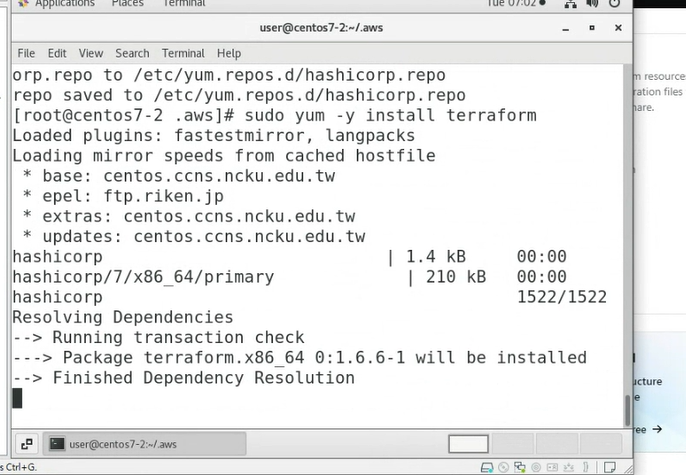 Applications Places Terminal Tue 07:02
user@centos7-2:~/.aws
File Edit View Search Terminal Help
orp.repo to /etc/yum.repos.d/hashicorp.repo
repo saved to /etc/yum.repos.d/hashicorp.repo
[root@centos7-2 .aws]# sudo yum -y install terraform
Loaded plugins: fastestmirror, langpacks
Loading mirror speeds from cached hostfile
* base: centos.ccns.ncku.edu.tw
* epel: ftp.riken.jp
* extras: centos.ccns.ncku.edu.tw
* updates: centos.ccns.ncku.edu.tw
hashicorp | 1.4 kB 00:00
hashicorp/7/x86_64/primary | 210 kB 00:00
hashicorp 1522/1522
Resolving Dependencies
--> Running transaction check
---> Package terraform.x86_64 0:1.6.6-1 will be installed
--> Finished Dependency Resolution
user@centos7-2:~/.aws
s Ctrl+G.
m resource
ration files
hare.
ucture
e
ree →